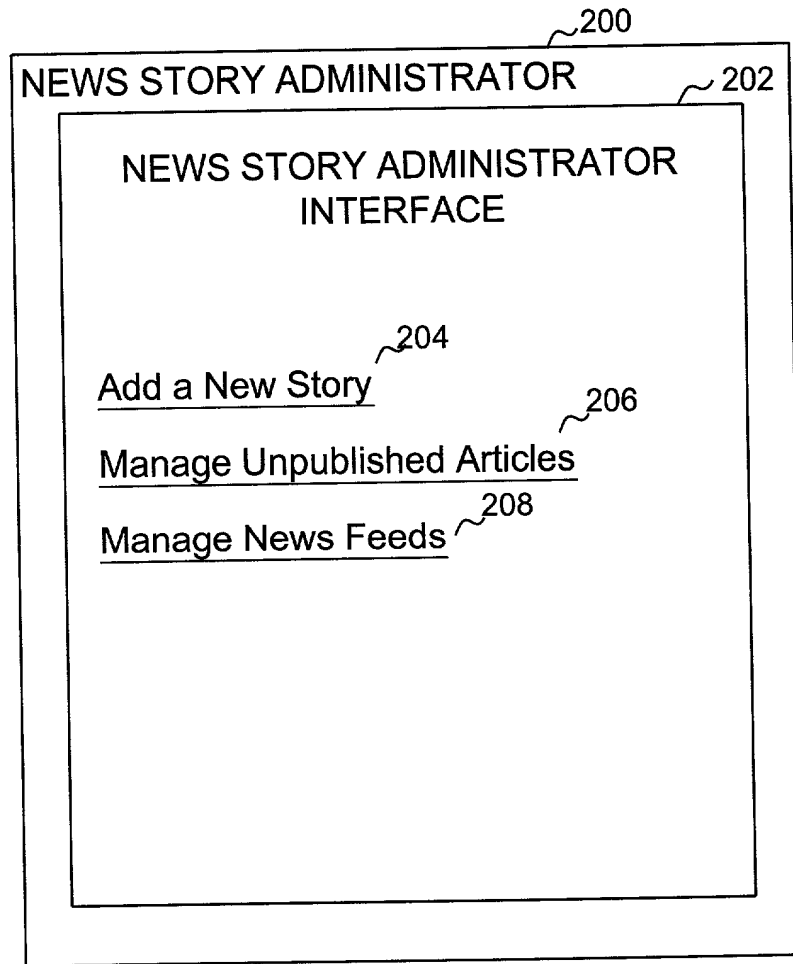 200
NEWS STORY ADMINISTRATOR
202
NEWS STORY ADMINISTRATOR
INTERFACE
204
Add a New Story
206
Manage Unpublished Articles
208
Manage News Feeds